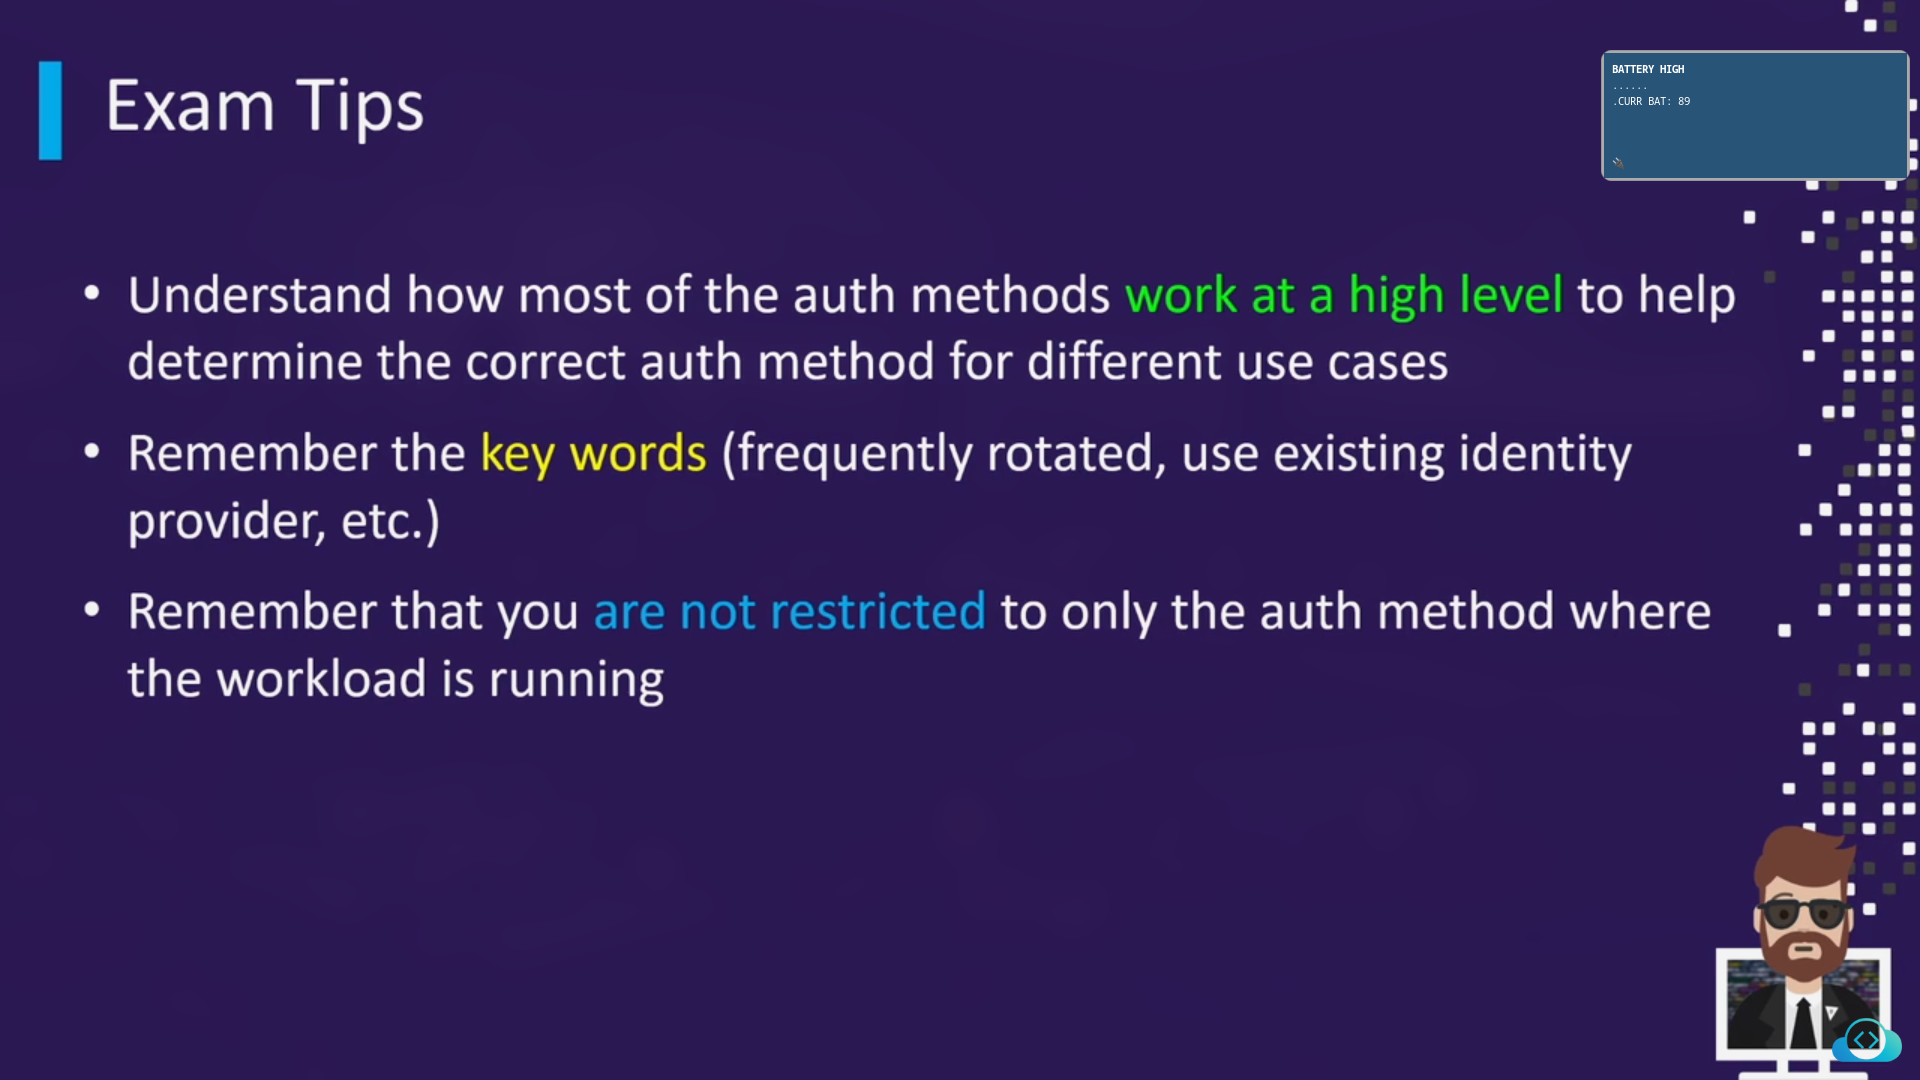 Exam Tips
BATTERY HIGH
......
.CURR BAT: 89
• Understand how most of the auth methods work at a high level to help
determine the correct auth method for different use cases
• Remember the key words (frequently rotated, use existing identity
provider, etc.)
• Remember that you are not restricted to only the auth method where
the workload is running